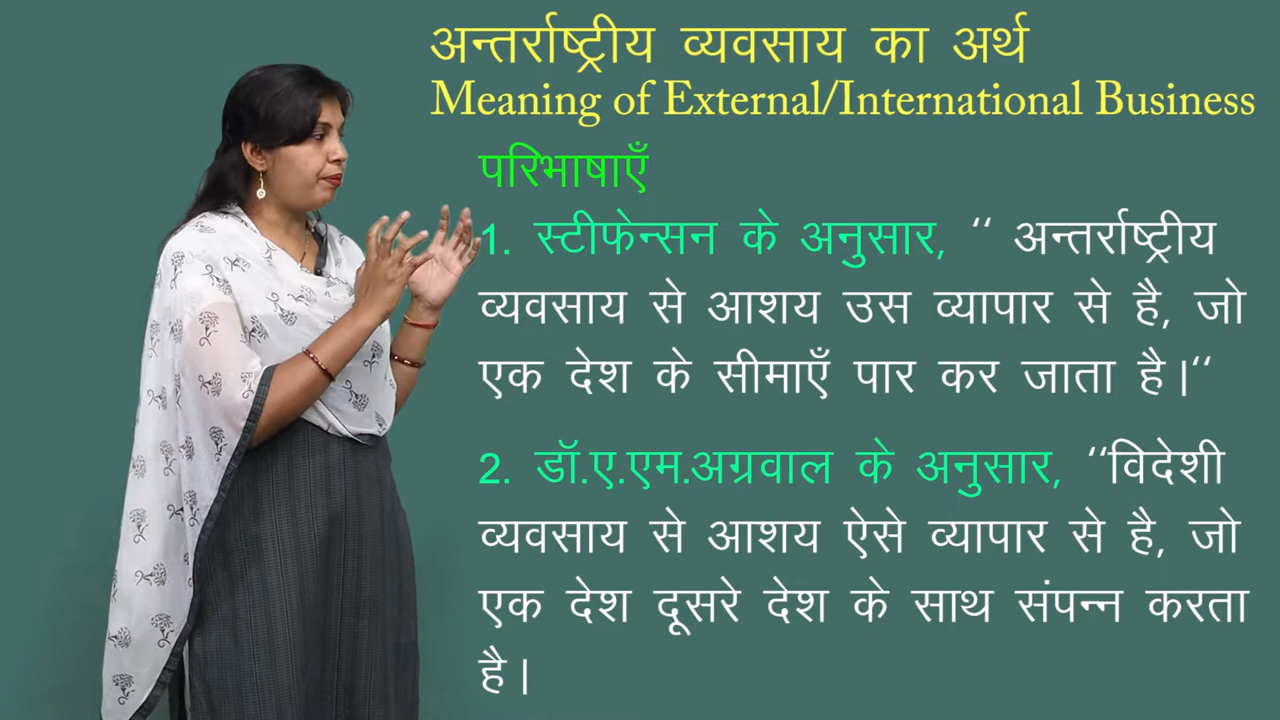 अन्तर्राष्ट्रीय व्यवसाय का अर्थ
Meaning of External/International Business
परिभाषाएँ
1. स्टीफेन्सन के अनुसार, ‘‘ अन्तर्राष्ट्रीय
व्यवसाय से आशय उस व्यापार से है, जो
एक देश के सीमाएँ पार कर जाता है।‘‘
2. डॉ.ए.एम.अग्रवाल के अनुसार, ‘‘विदेशी
व्यवसाय से आशय ऐसे व्यापार से है, जो
एक देश दूसरे देश के साथ संपन्न करता
है।